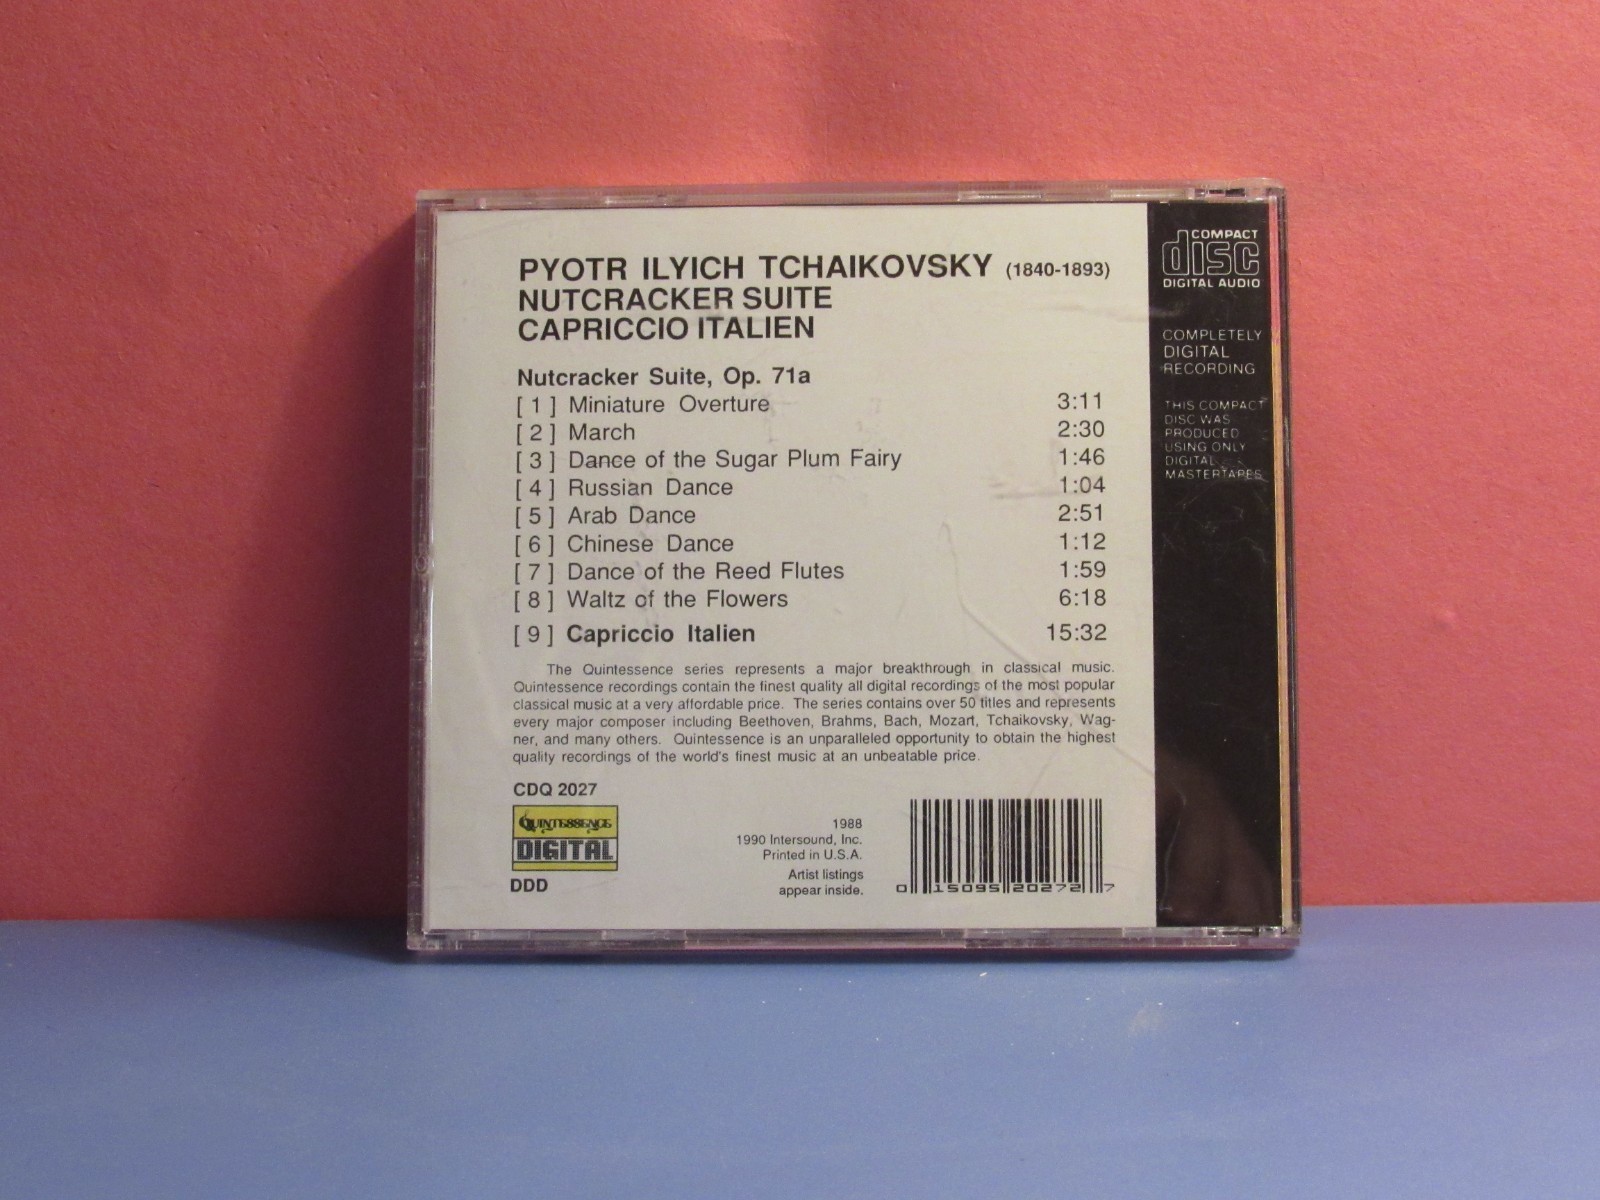 PYOTR ILYICH TCHAIKOVSKY (1840-1893)
NUTCRACKER SUITE
CAPRICCIO ITALIEN
Nutcracker Suite, Op. 71a
[ 1 ] Miniature Overture 3:11
[ 2 ] March 2:30
[ 3 ] Dance of the Sugar Plum Fairy 1:46
[ 4 ] Russian Dance 1:04
[ 5 ] Arab Dance 2:51
[ 6 ] Chinese Dance 1:12
[ 7 ] Dance of the Reed Flutes 1:59
[ 8 ] Waltz of the Flowers 6:18
[ 9 ] Capriccio Italien 15:32
The Quintessence series represents a major breakthrough in classical music.
Quintessence recordings contain the finest quality all digital recordings of the most popular
classical music at a very affordable price. The series contains over 50 titles and represents
every major composer including Beethoven, Brahms, Bach, Mozart, Tchaikovsky, Wag-
ner, and many others. Quintessence is an unparalleled opportunity to obtain the highest
quality recordings of the world's finest music at an unbeatable price.
CDQ 2027
QUINTESSENCE
DIGITAL
DDD
1988
1990 Intersound, Inc.
Printed in U.S.A.
Artist listings
appear inside.
0 15095 20272 7
COMPACT
disc
DIGITAL AUDIO
COMPLETELY
DIGITAL
RECORDING
THIS COMPACT
DISC WAS
PRODUCED
USING ONLY
DIGITAL
MASTERTAPES